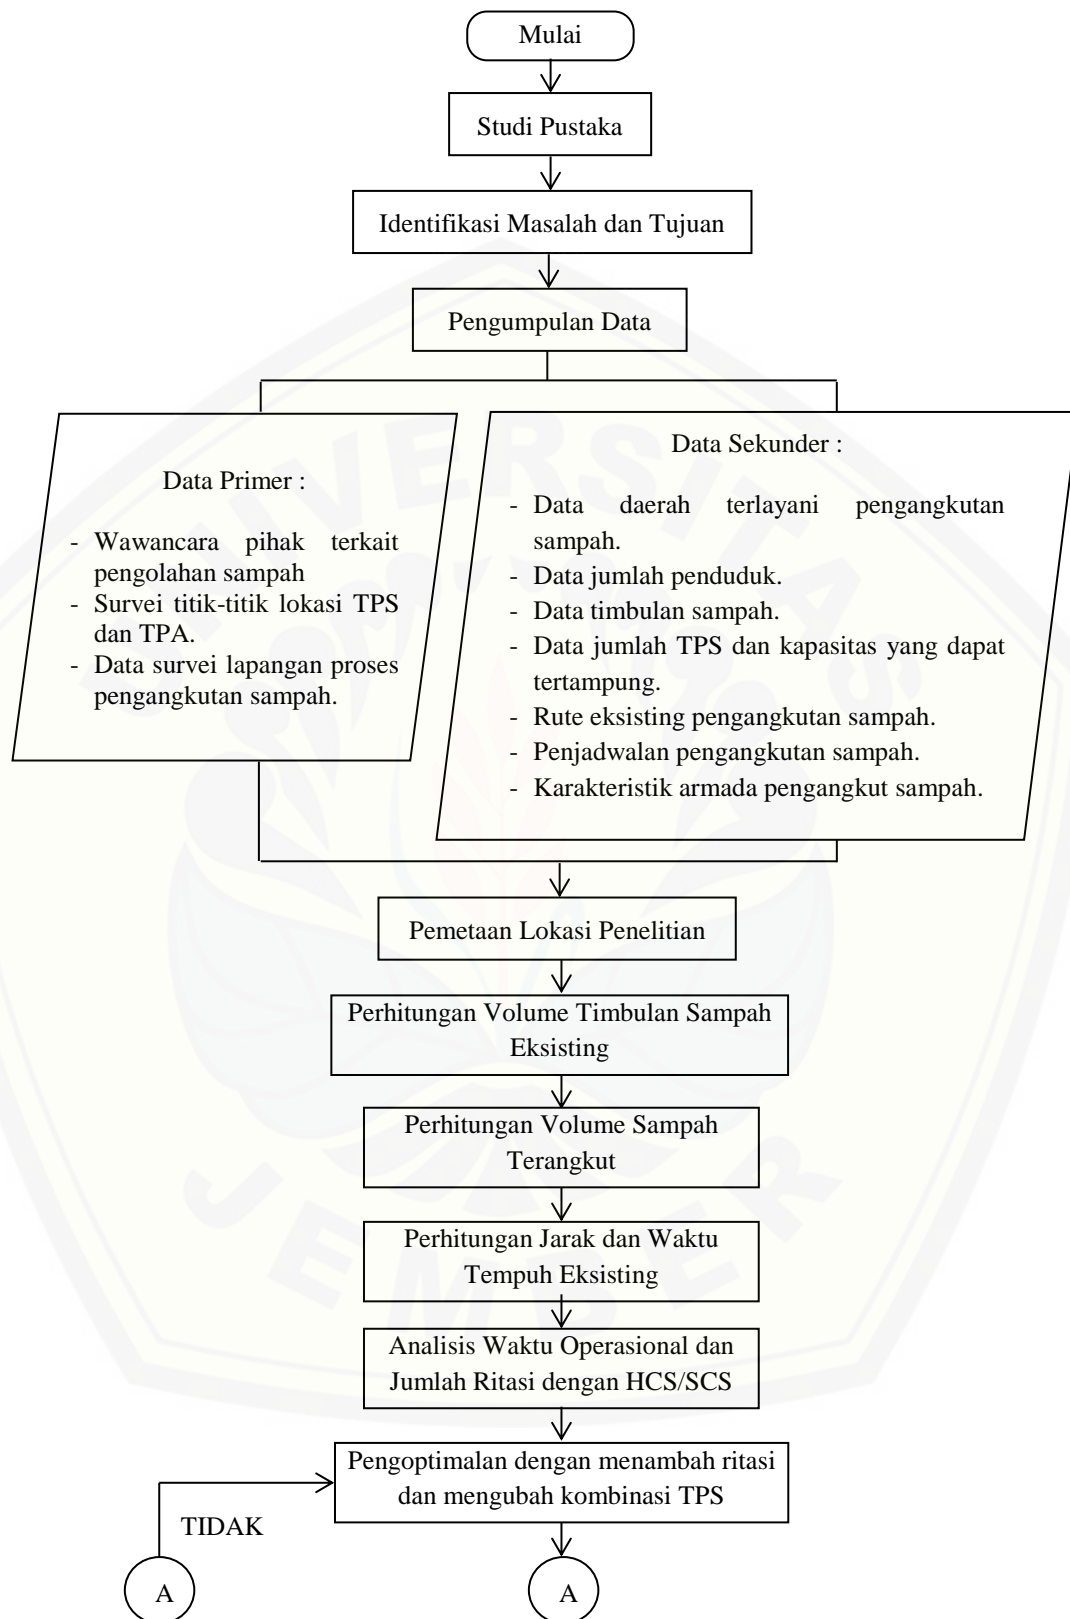 Mulai
Studi Pustaka
Identifikasi Masalah dan Tujuan
Pengumpulan Data
Data Primer :
- Wawancara pihak terkait
pengolahan sampah
- Survei titik-titik lokasi TPS
dan TPA.
- Data survei lapangan proses
pengangkutan sampah.
Data Sekunder :
- Data daerah terlayani pengangkutan
sampah.
- Data jumlah penduduk.
- Data timbulan sampah.
- Data jumlah TPS dan kapasitas yang dapat
tertampung.
- Rute eksisting pengangkutan sampah.
- Penjadwalan pengangkutan sampah.
- Karakteristik armada pengangkut sampah.
Pemetaan Lokasi Penelitian
Perhitungan Volume Timbulan Sampah
Eksisting
Perhitungan Volume Sampah
Terangkut
Perhitungan Jarak dan Waktu
Tempuh Eksisting
Analisis Waktu Operasional dan
Jumlah Ritasi dengan HCS/SCS
Pengoptimalan dengan menambah ritasi
dan mengubah kombinasi TPS
TIDAK
A
A
UNIVERSITAS
JEMBER